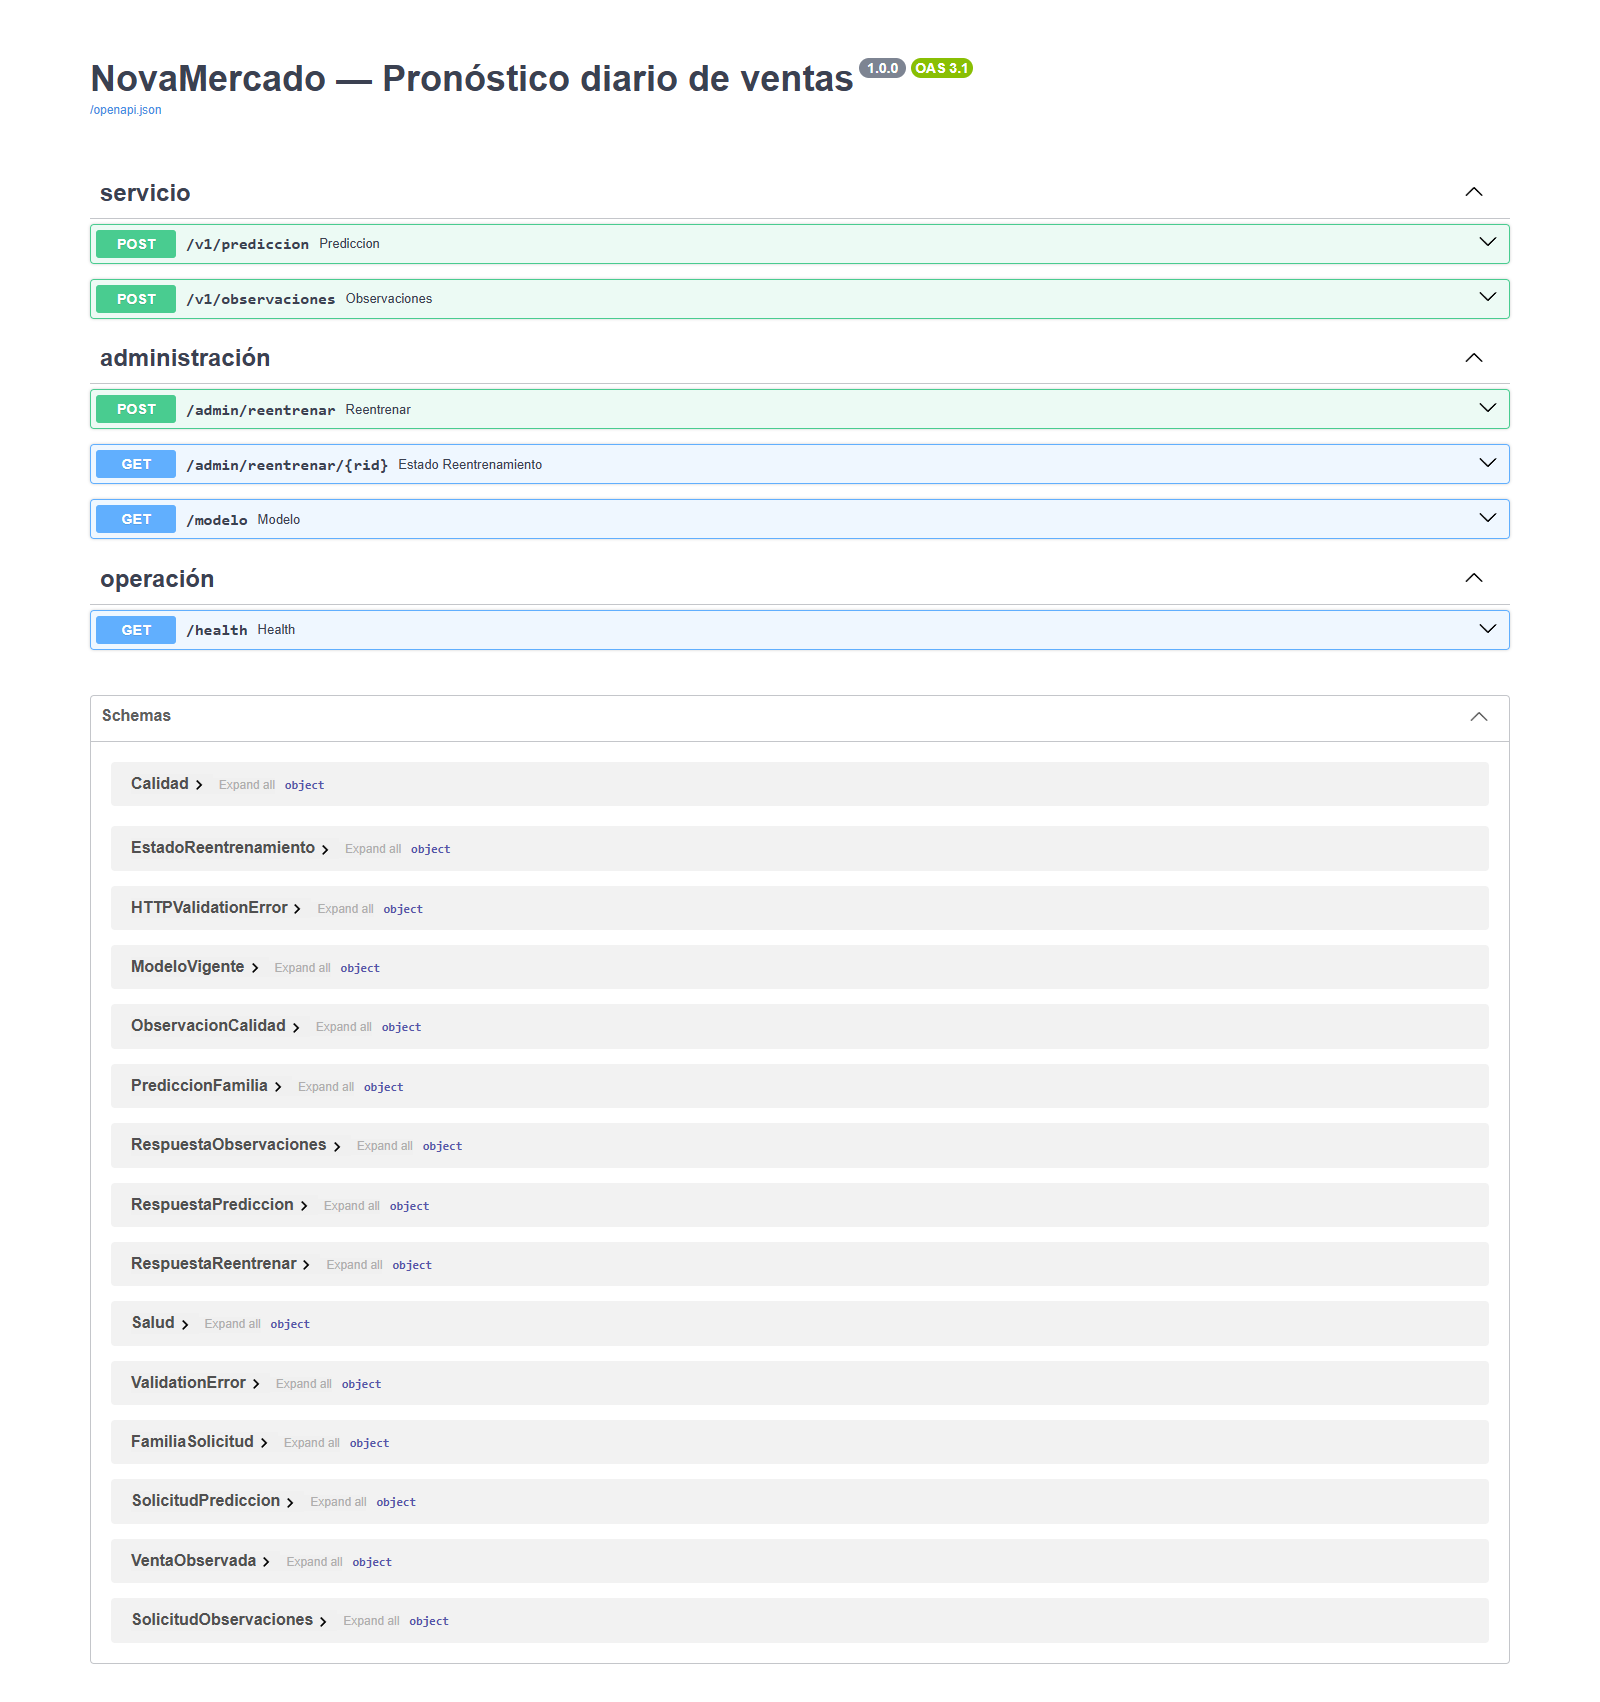 NovaMercado — Pronóstico diario de ventas 1.0.0 OAS 3.1
/openapi.json
servicio
POST /v1/prediccion Prediccion
POST /v1/observaciones Observaciones
administración
POST /admin/reentrenar Reentrenar
GET /admin/reentrenar/{rid} Estado Reentrenamiento
GET /modelo Modelo
operación
GET /health Health
Schemas
Calidad Expand all object
EstadoReentrenamiento Expand all object
HTTPValidationError Expand all object
ModeloVigente Expand all object
ObservacionCalidad Expand all object
PrediccionFamilia Expand all object
RespuestaObservaciones Expand all object
RespuestaPrediccion Expand all object
RespuestaReentrenar Expand all object
Salud Expand all object
ValidationError Expand all object
FamiliaSolicitud Expand all object
SolicitudPrediccion Expand all object
VentaObservada Expand all object
SolicitudObservaciones Expand all object